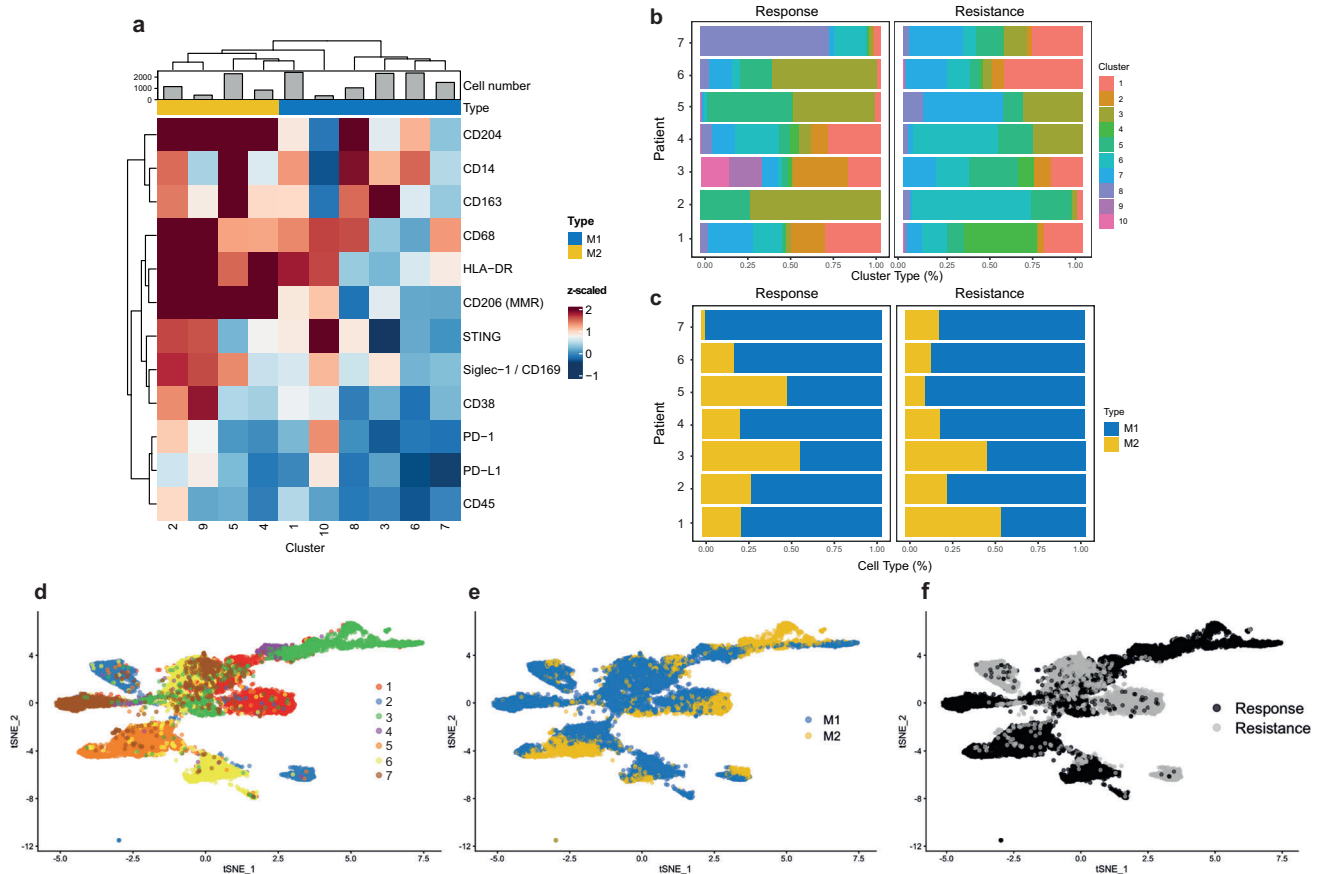 a
2000
1000
0
Cell number
Type
CD204
CD14
CD163
CD68
HLA−DR
CD206 (MMR)
STING
Siglec-1 / CD169
CD38
PD−1
PD−L1
CD45
2 9 5 4 1 10 8 3 6 7
Cluster
Type
M1
M2
z-scaled
2
1
0
−1
b
Response Resistance
Patient
7
6
5
4
3
2
1
0.00 0.25 0.50 0.75 1.00 0.00 0.25 0.50 0.75 1.00
Cluster Type (%)
Cluster
1
2
3
4
5
6
7
8
9
10
c
Response Resistance
Patient
7
6
5
4
3
2
1
0.00 0.25 0.50 0.75 1.00 0.00 0.25 0.50 0.75 1.00
Cell Type (%)
Type
M1
M2
d
tSNE_2
4
0
-4
-8
-12
-5.0 -2.5 0.0 2.5 5.0 7.5
tSNE_1
1
2
3
4
5
6
7
e
tSNE_2
4
0
-4
-8
-12
-5.0 -2.5 0.0 2.5 5.0 7.5
tSNE_1
M1
M2
f
tSNE_2
4
0
-4
-8
-12
-5.0 -2.5 0.0 2.5 5.0 7.5
tSNE_1
Response
Resistance